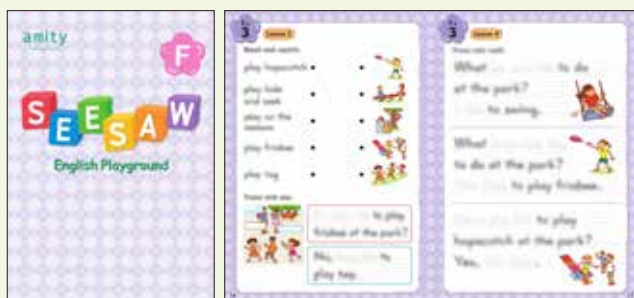 amity
F
SEESAW
English Playground
3
Lesson 3
Read and match.
play hopscotch
play hide
and seek
play on the
seesaw
play frisbee
play tag
Trace and say.
to play
frisbee at the park?
No, to
play tag.
3
Lesson 4
Trace and read.
What to do
at the park?
to swing.
What
to do at the park?
to play frisbee.
to play
hopscotch at the park?
Yes,